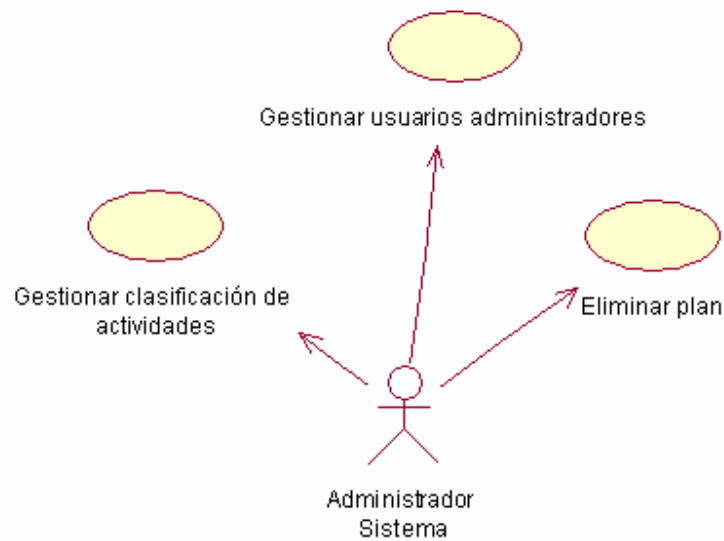 Gestionar usuarios administradores
Gestionar clasificación de
actividades
Eliminar plan
Administrador
Sistema